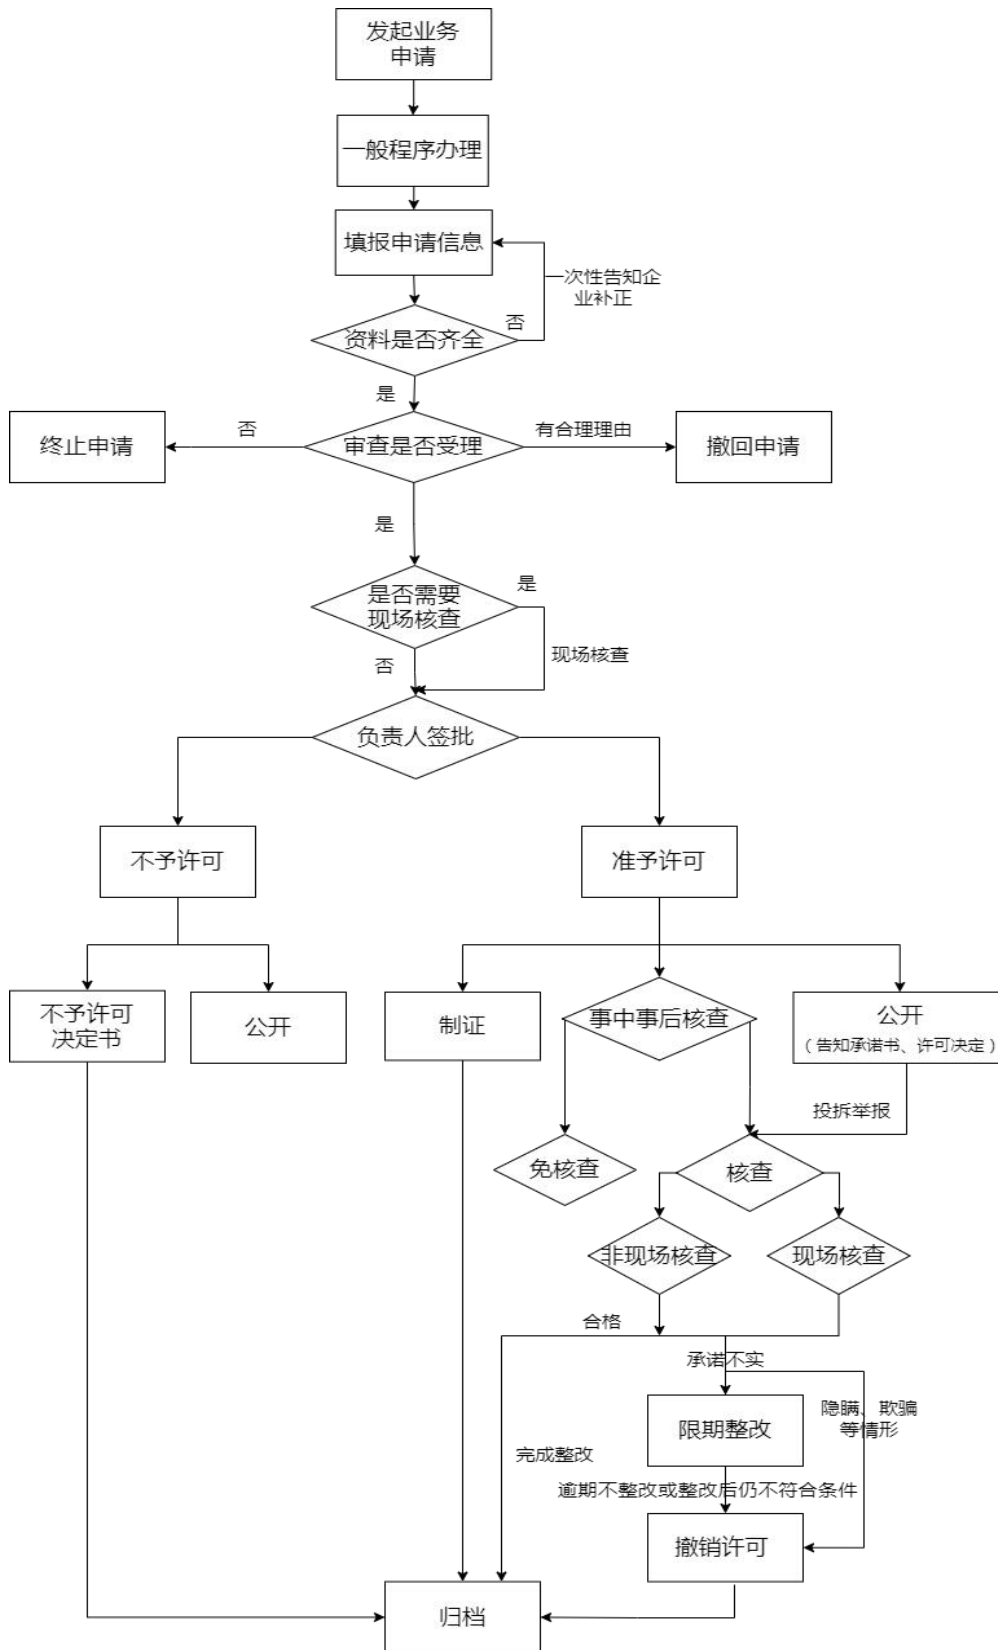 发起业务
申请
一般程序办理
填报申请信息
一次性告知企
业补正
否
资料是否齐全
是
终止申请
否
审查是否受理
有合理理由
撤回申请
是
是否需要
现场核查
是
现场核查
否
负责人签批
不予许可
准予许可
不予许可
决定书
公开
制证
事中事后核查
公开
（告知承诺书、许可决定）
投拆举报
免核查
核查
非现场核查
现场核查
合格
承诺不实
限期整改
隐瞒、欺骗
等情形
完成整改
逾期不整改或整改后仍不符合条件
撤销许可
归档